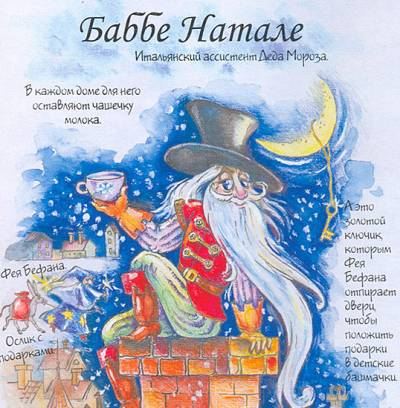 Баббе Натале
Итальянский ассистент Деда Мороза.
В каждом доме для него
оставляют чашечку
молока.
Фея Бефана.
Ослик с
подарками.
А это
золотой
ключик,
которым
Фея
Бефана
отпирает
двери,
чтобы
положить
подарки
в детские
башмачки.